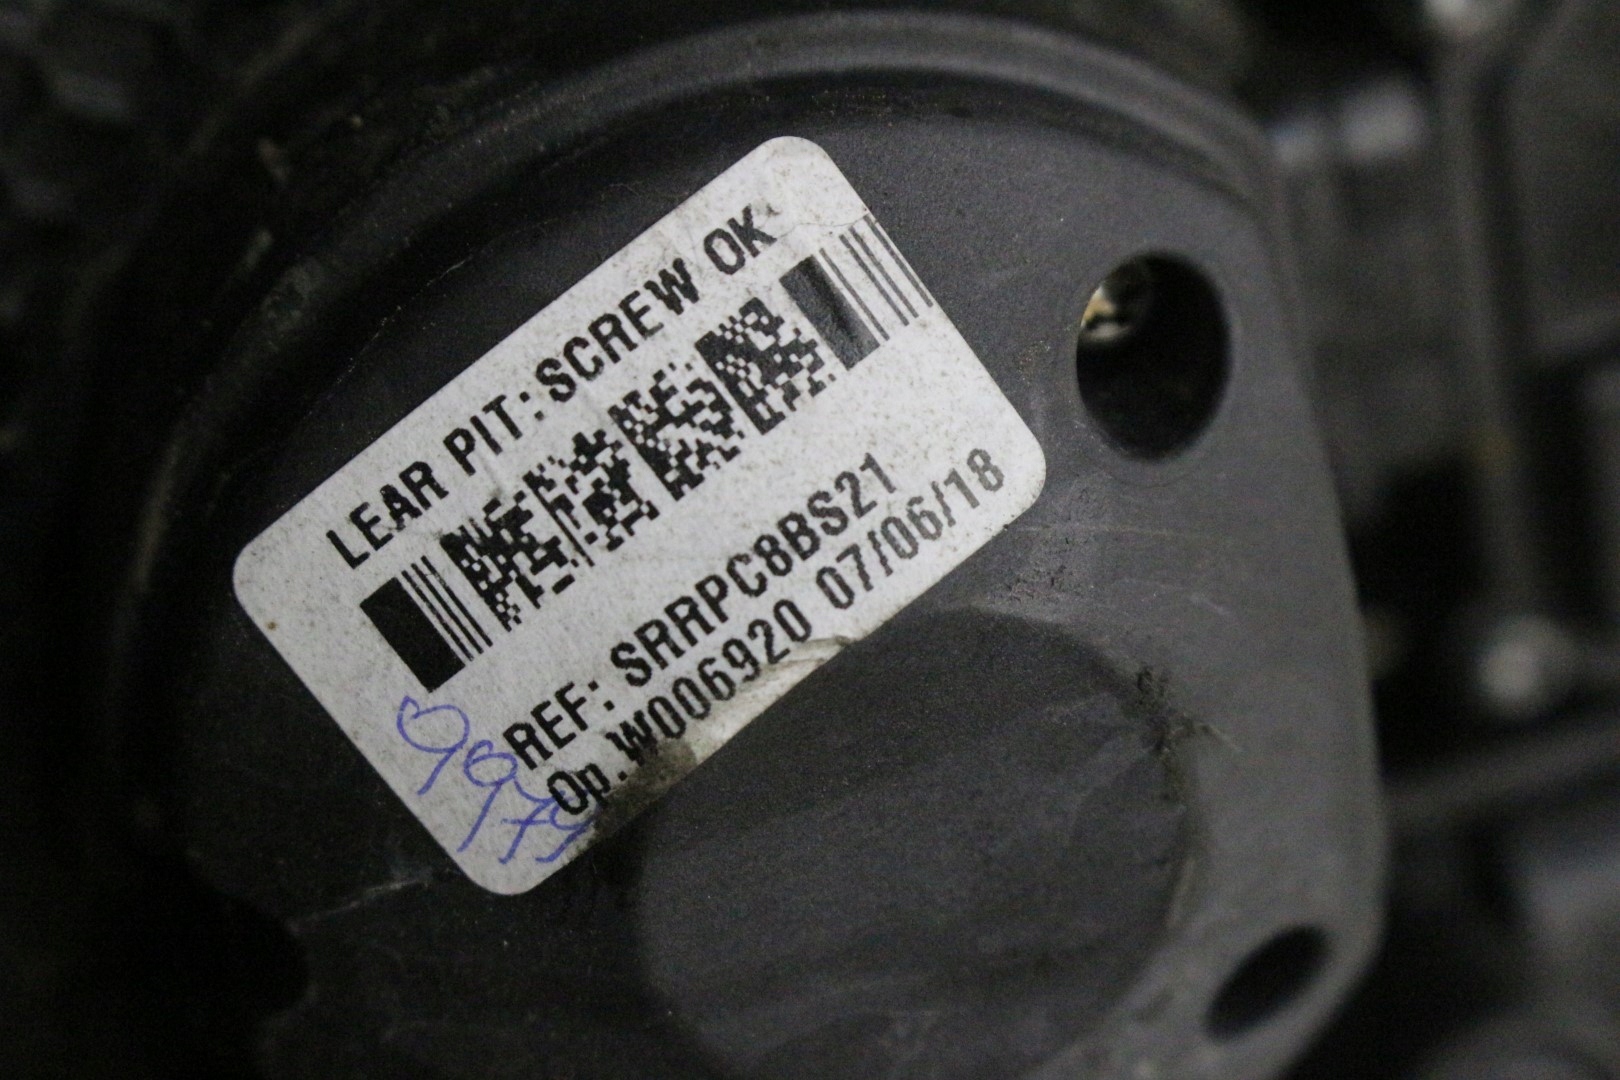 LEAR PIT: SCREW OK
REF: SRRPC8BS21
Op.W006920 07/06/18